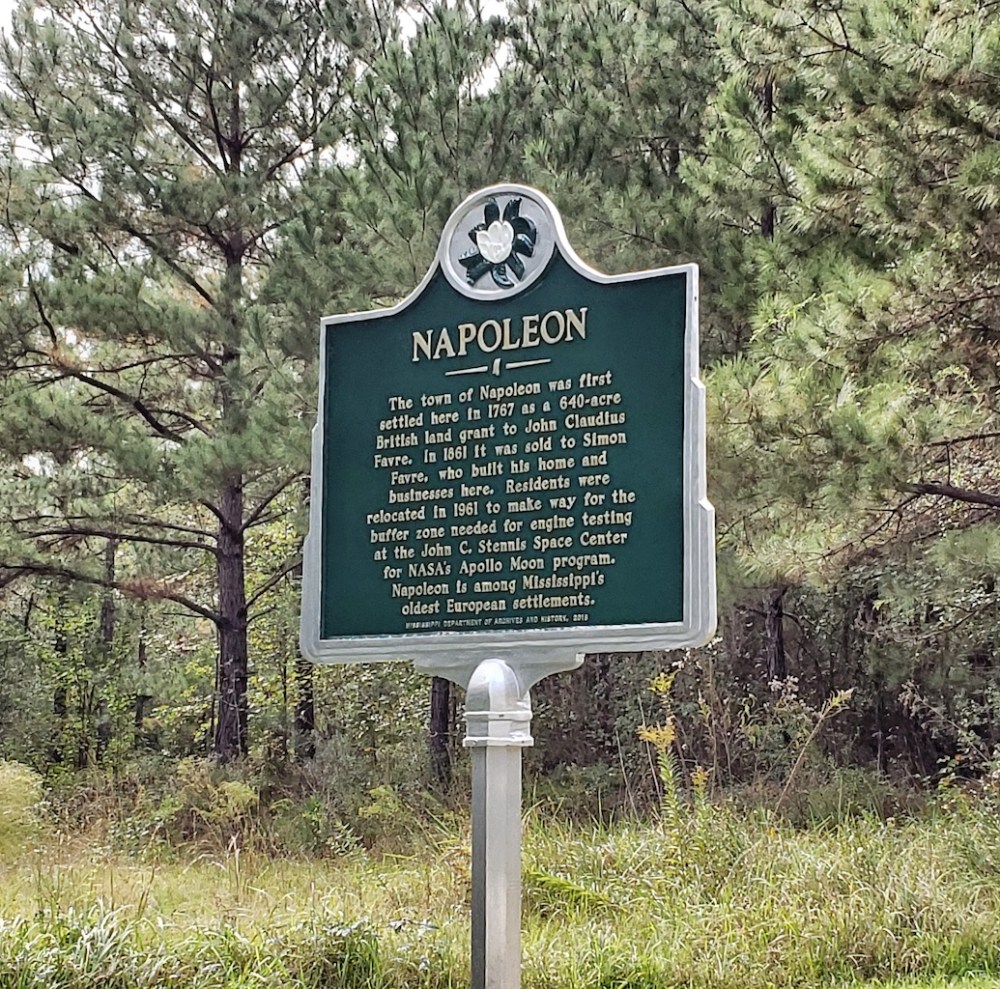 NAPOLEON
The town of Napoleon was first
settled here in 1767 as a 640-acre
British land grant to John Claudius
Favre. In 1861 it was sold to Simon
Favre, who built his home and
businesses here. Residents were
relocated in 1961 to make way for the
buffer zone needed for engine testing
at the John C. Stennis Space Center
for NASA's Apollo Moon program.
Napoleon is among Mississippi's
oldest European settlements.
MISSISSIPPI DEPARTMENT OF ARCHIVES AND HISTORY,